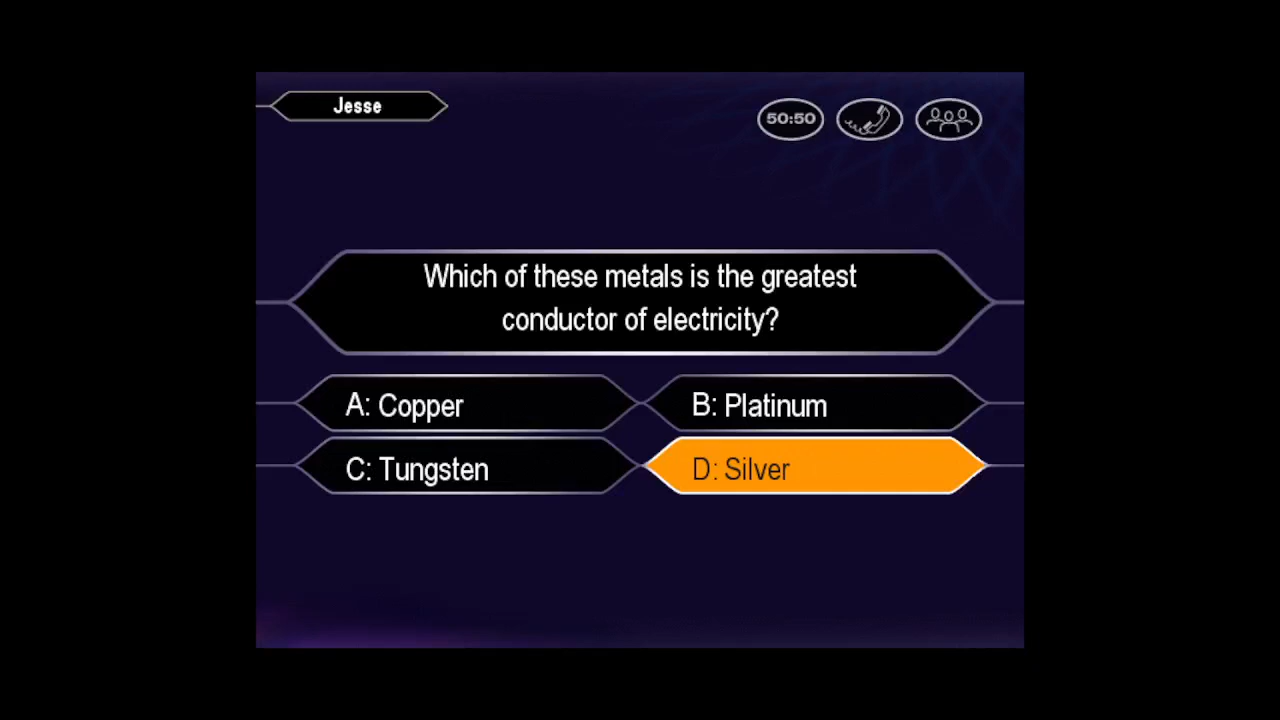 Jesse
50:50
Which of these metals is the greatest
conductor of electricity?
A: Copper
B: Platinum
C: Tungsten
D: Silver